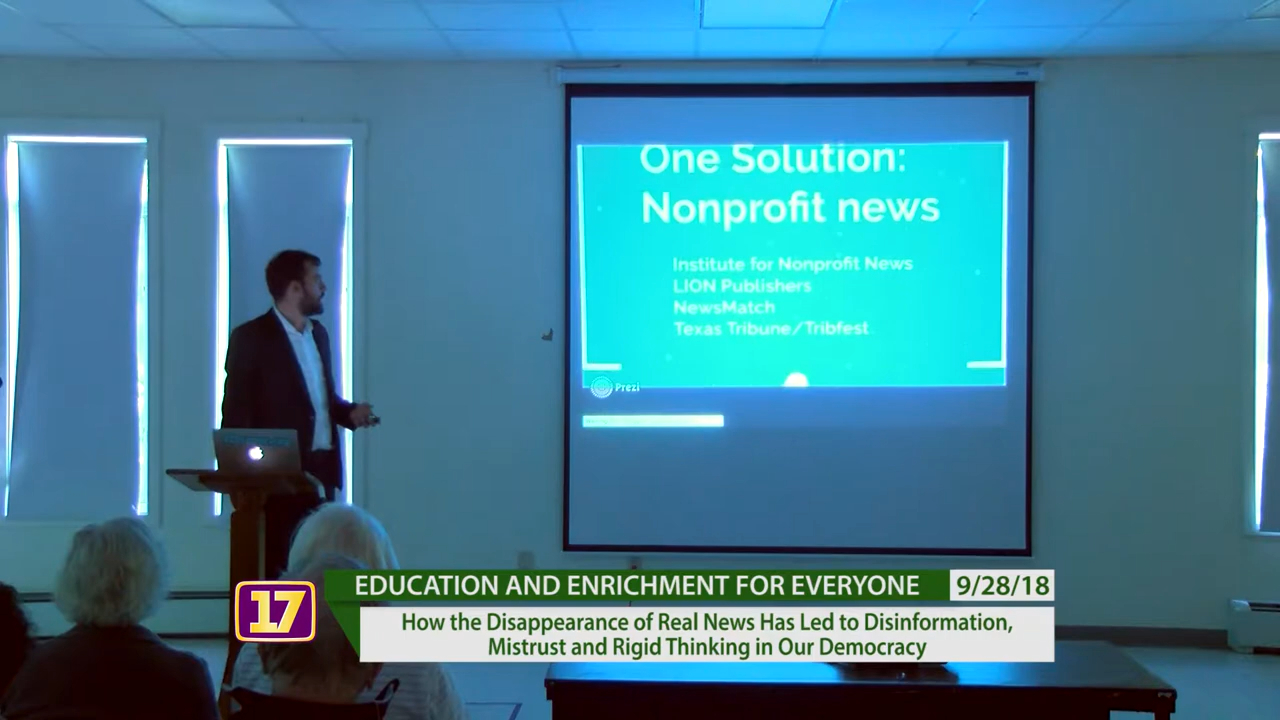 One Solution:
Nonprofit news
Institute for Nonprofit News
LION Publishers
NewsMatch
Texas Tribune/Tribfest
Prezi
17
EDUCATION AND ENRICHMENT FOR EVERYONE
9/28/18
How the Disappearance of Real News Has Led to Disinformation,
Mistrust and Rigid Thinking in Our Democracy